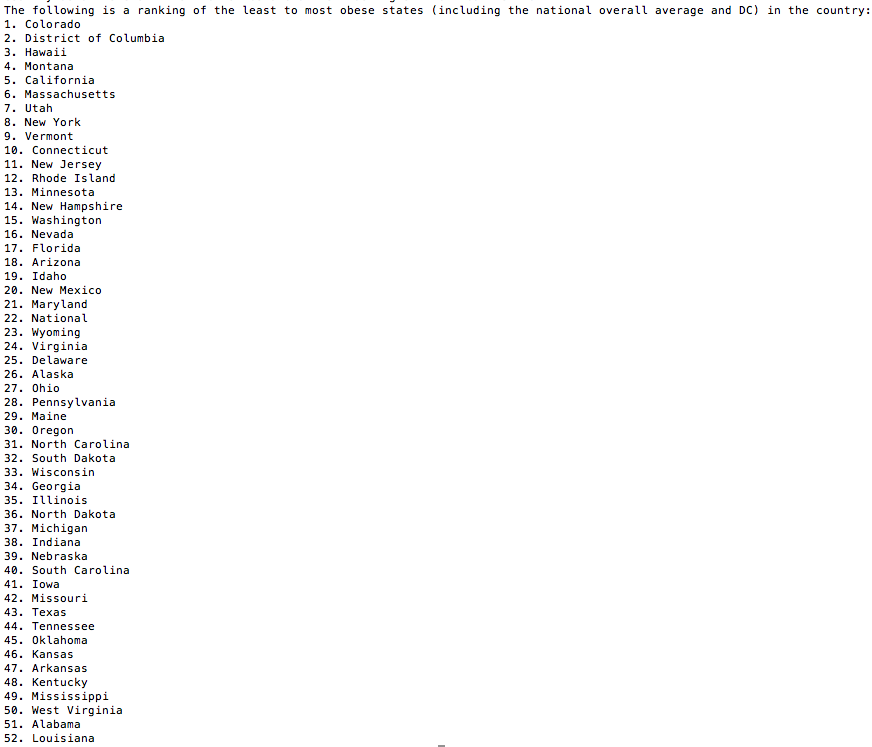 The following is a ranking of the least to most obese states (including the national overall average and DC) in the country:
1. Colorado
2. District of Columbia
3. Hawaii
4. Montana
5. California
6. Massachusetts
7. Utah
8. New York
9. Vermont
10. Connecticut
11. New Jersey
12. Rhode Island
13. Minnesota
14. New Hampshire
15. Washington
16. Nevada
17. Florida
18. Arizona
19. Idaho
20. New Mexico
21. Maryland
22. National
23. Wyoming
24. Virginia
25. Delaware
26. Alaska
27. Ohio
28. Pennsylvania
29. Maine
30. Oregon
31. North Carolina
32. South Dakota
33. Wisconsin
34. Georgia
35. Illinois
36. North Dakota
37. Michigan
38. Indiana
39. Nebraska
40. South Carolina
41. Iowa
42. Missouri
43. Texas
44. Tennessee
45. Oklahoma
46. Kansas
47. Arkansas
48. Kentucky
49. Mississippi
50. West Virginia
51. Alabama
52. Louisiana